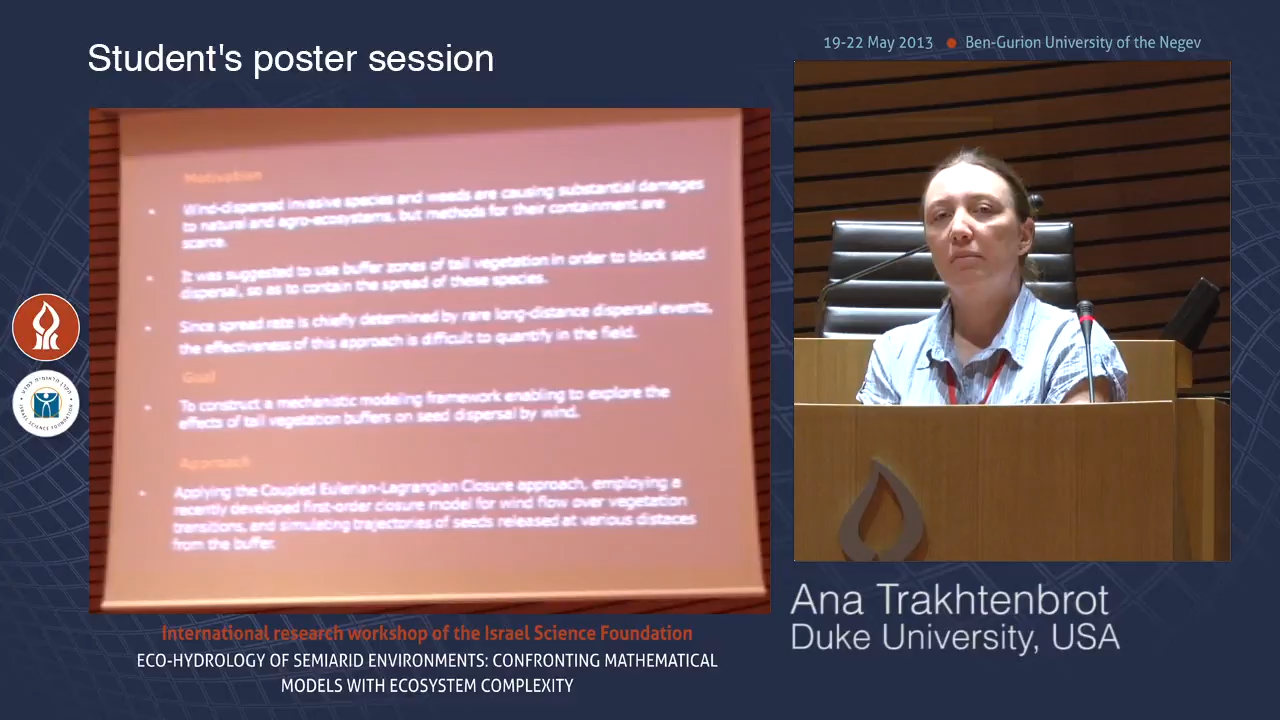 Student's poster session
19-22 May 2013 ● Ben-Gurion University of the Negev
Motivation
• Wind-dispersed invasive species and weeds are causing substantial damages
to natural and agro-ecosystems, but methods for their containment are
scarce.
• It was suggested to use buffer zones of tall vegetation in order to block seed
dispersal, so as to contain the spread of these species.
• Since spread rate is chiefly determined by rare long-distance dispersal events,
the effectiveness of this approach is difficult to quantify in the field.
Goal
• To construct a mechanistic modeling framework enabling to explore the
effects of tall vegetation buffers on seed dispersal by wind.
Approach
• Applying the Coupled Eulerian-Lagrangian Closure approach, employing a
recently developed first-order closure model for wind flow over vegetation
transitions, and simulating trajectories of seeds released at various distaces
from the buffer.
Ana Trakhtenbrot
Duke University, USA
International research workshop of the Israel Science Foundation
ECO-HYDROLOGY OF SEMIARID ENVIRONMENTS: CONFRONTING MATHEMATICAL
MODELS WITH ECOSYSTEM COMPLEXITY
ISRAEL SCIENCE FOUNDATION